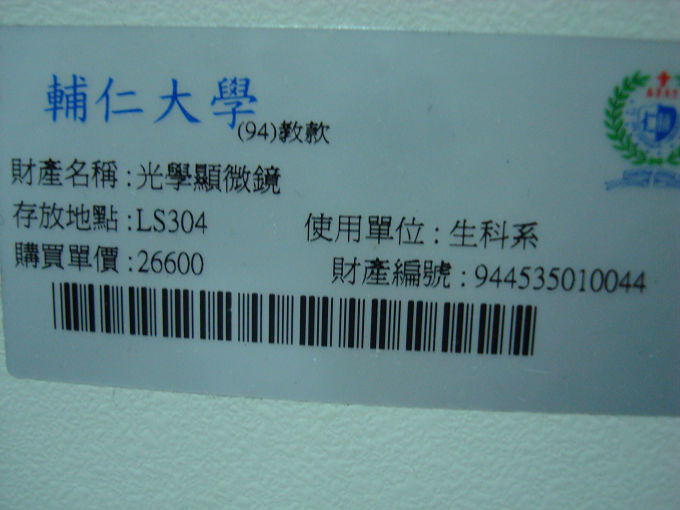 輔仁大學
(94)教款
財產名稱:光學顯微鏡
存放地點:LS304
使用單位:生科系
購買單價:26600
財產編號:944535010044